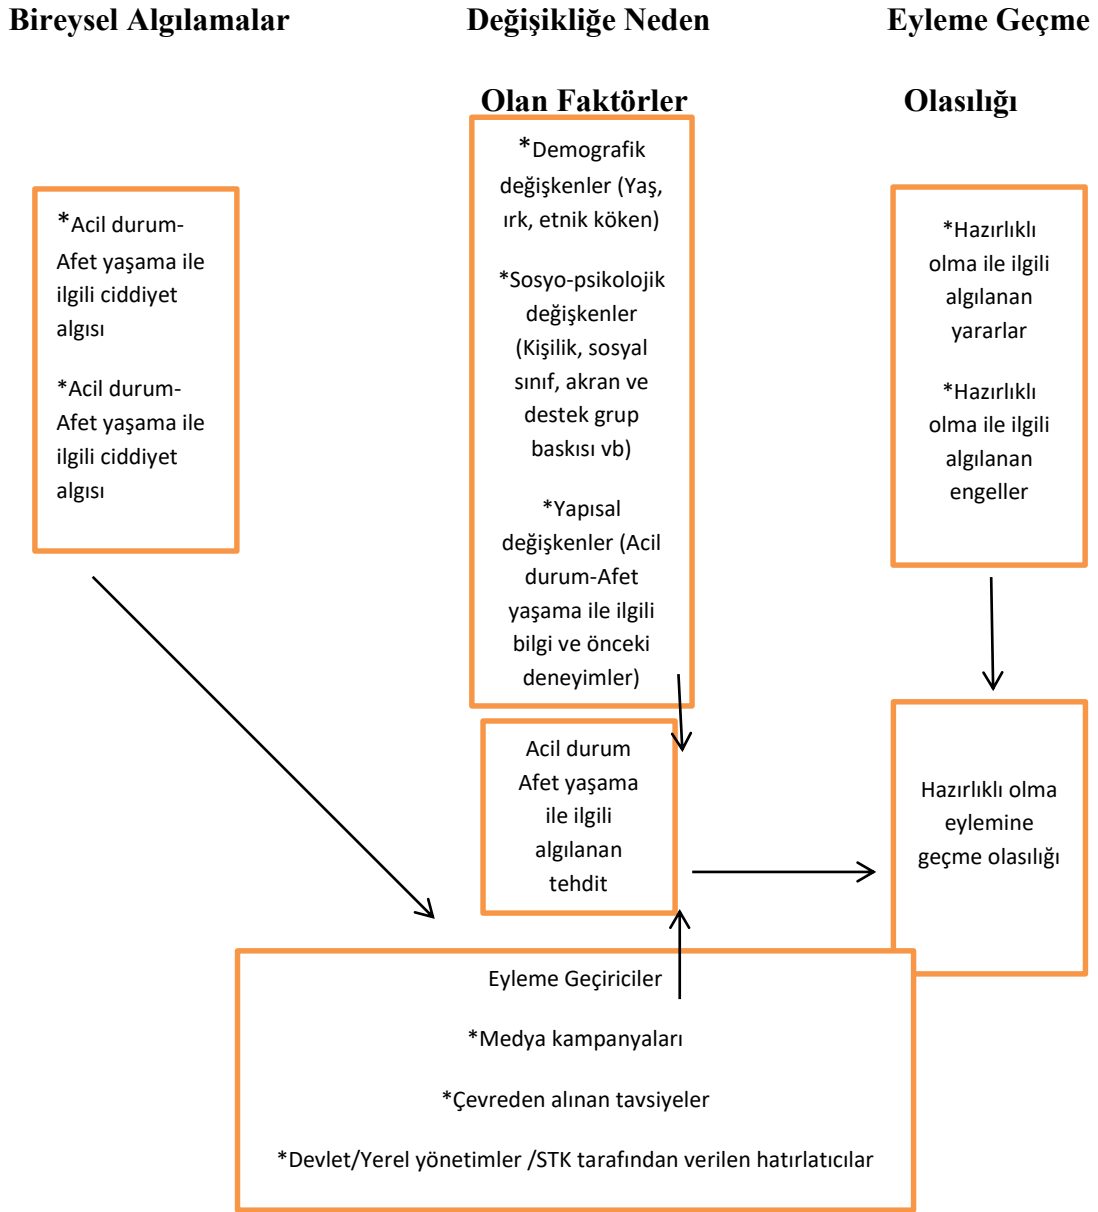 Bireysel Algılamalar
Değişikliğe Neden
Olan Faktörler
Eyleme Geçme
Olasılığı
*Acil durum-
Afet yaşama ile
ilgili ciddiyet
algısı
*Acil durum-
Afet yaşama ile
ilgili ciddiyet
algısı
*Demografik
değişkenler (Yaş,
ırk, etnik köken)
*Sosyo-psikolojik
değişkenler
(Kişilik, sosyal
sınıf, akran ve
destek grup
baskısı vb)
*Yapısal
değişkenler (Acil
durum-Afet
yaşama ile ilgili
bilgi ve önceki
deneyimler)
*Hazırlıklı
olma ile ilgili
algılanan
yararlar
*Hazırlıklı
olma ile ilgili
algılanan
engeller
Acil durum
Afet yaşama
ile ilgili
algılanan
tehdit
Hazırlıklı olma
eylemine
geçme olasılığı
Eyleme Geçiriciler
*Medya kampanyaları
*Çevreden alınan tavsiyeler
*Devlet/Yerel yönetimler /STK tarafından verilen hatırlatıcılar